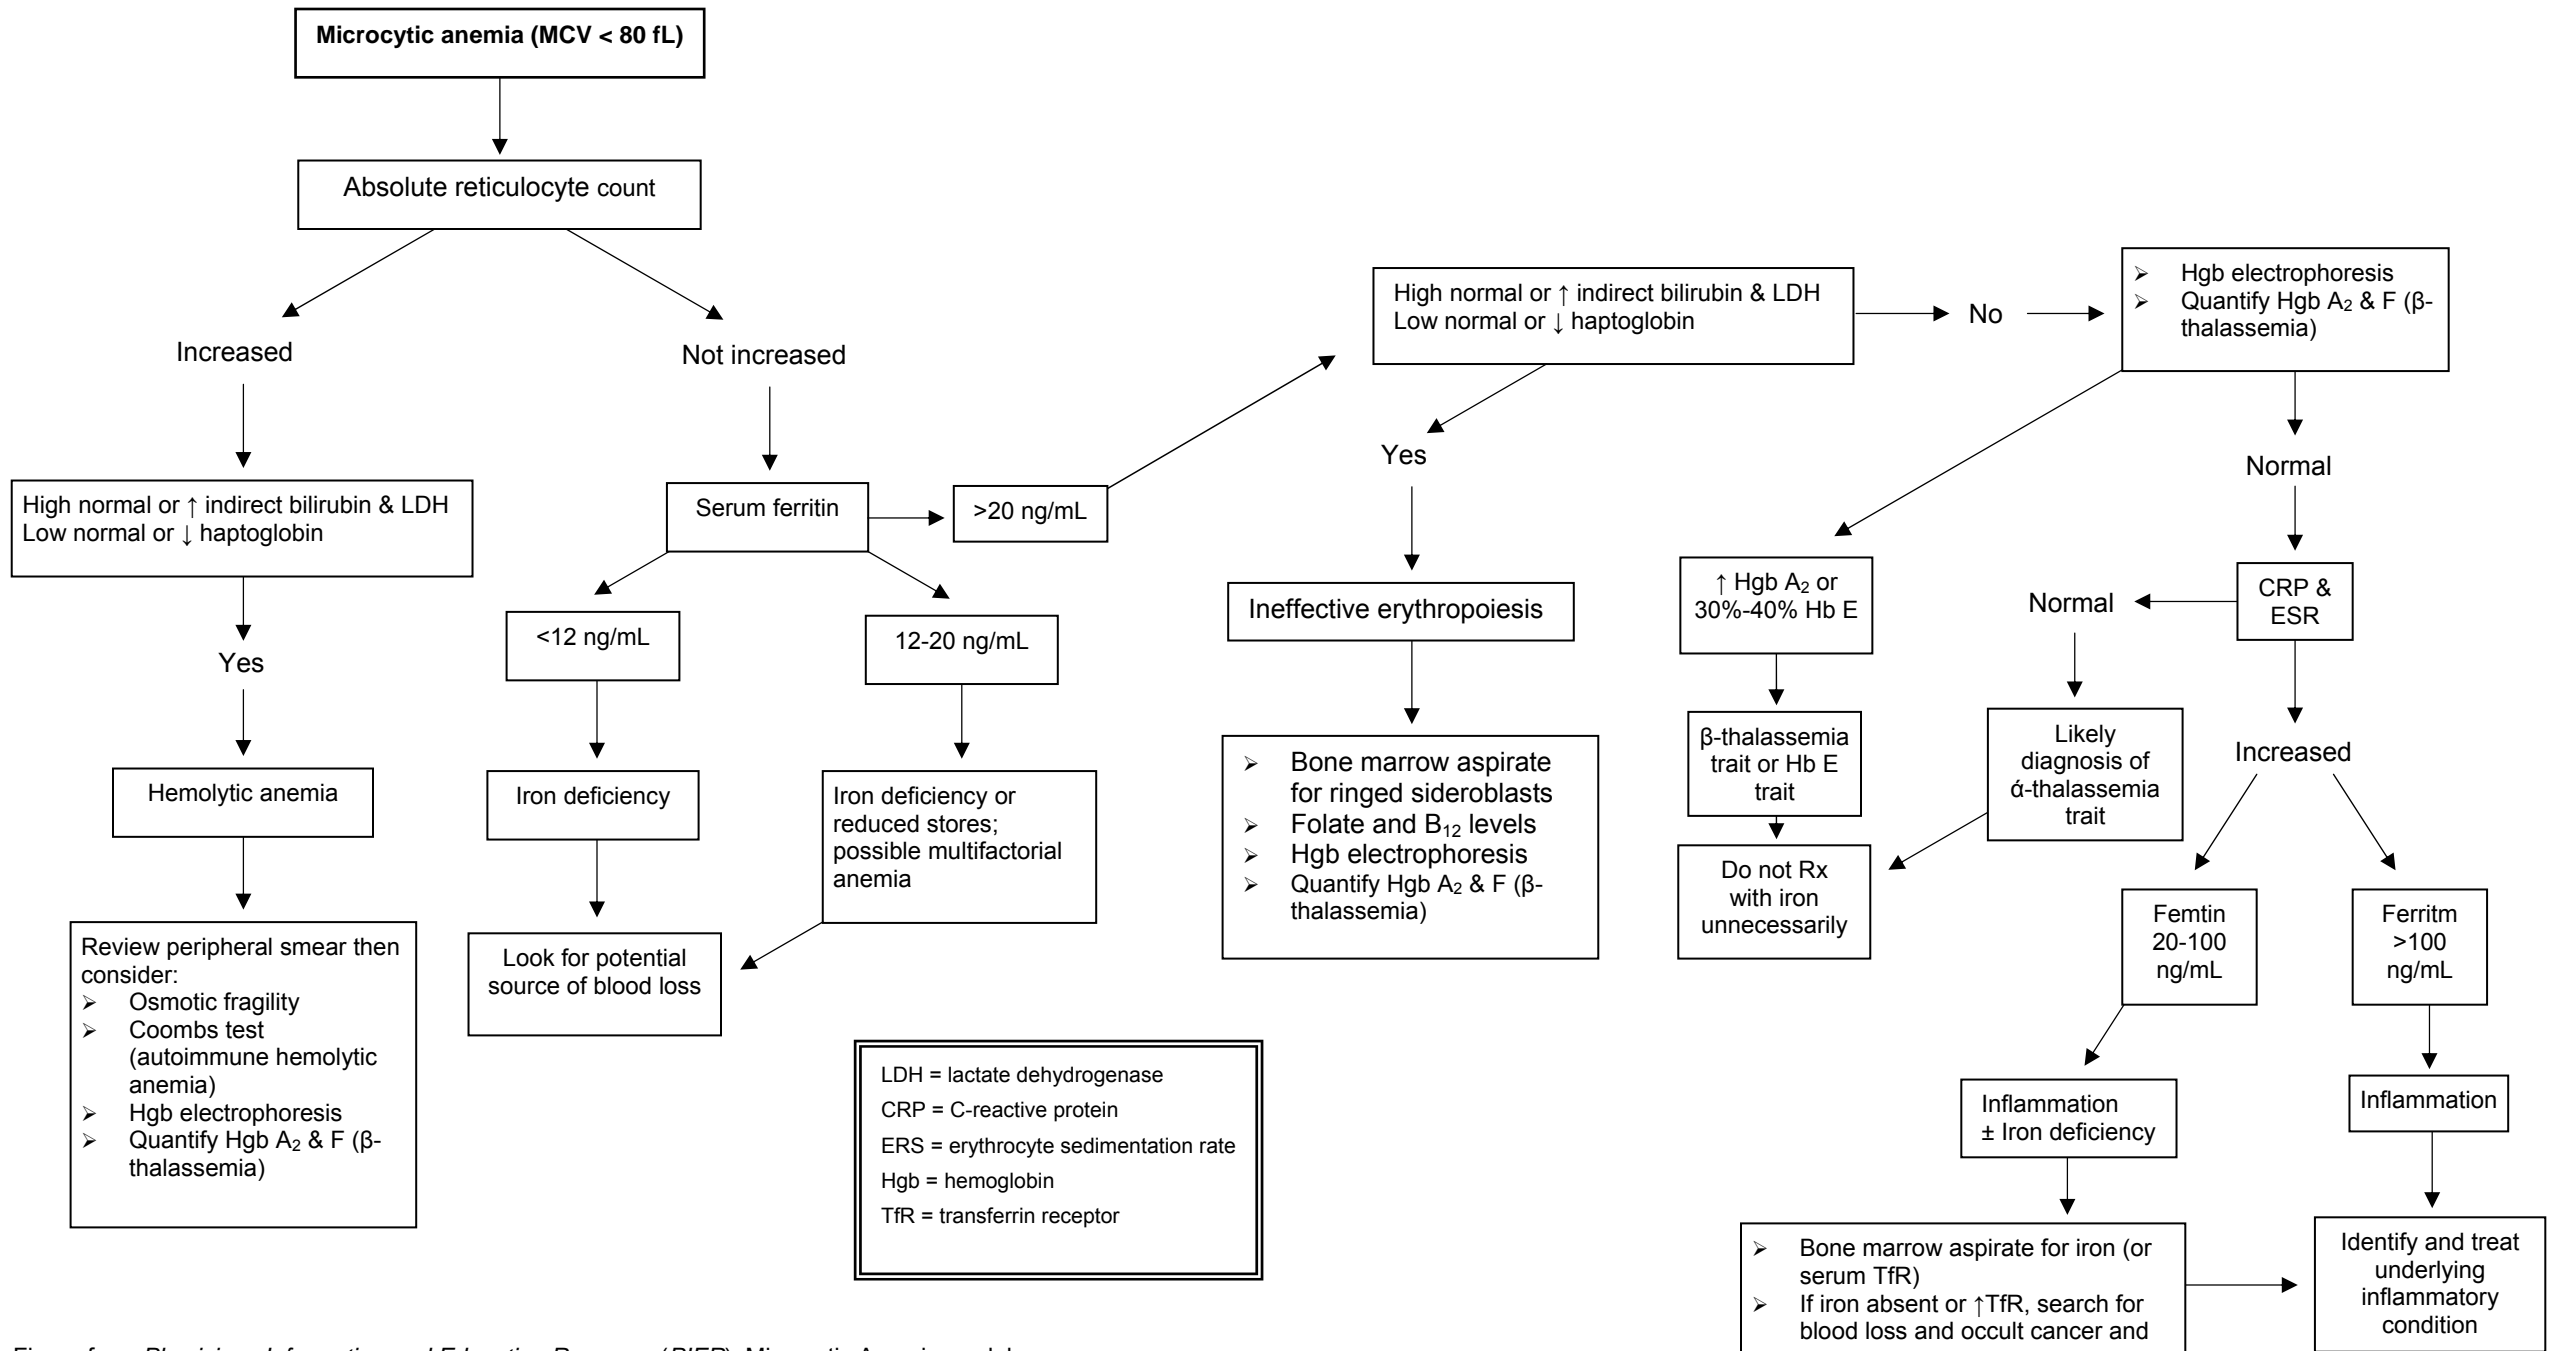 Microcytic anemia (MCV < 80 fL)
Absolute reticulocyte count
Increased
Not increased
High normal or ↑ indirect bilirubin & LDH
Low normal or ↓ haptoglobin
Yes
Hemolytic anemia
Review peripheral smear then
consider:
➢ Osmotic fragility
➢ Coombs test
(autoimmune hemolytic
anemia)
➢ Hgb electrophoresis
➢ Quantify Hgb A₂ & F (β-
thalassemia)
Serum ferritin
<12 ng/mL
Iron deficiency
Look for potential
source of blood loss
12-20 ng/mL
Iron deficiency or
reduced stores;
possible multifactorial
anemia
>20 ng/mL
High normal or ↑ indirect bilirubin & LDH
Low normal or ↓ haptoglobin
Yes
Ineffective erythropoiesis
➢ Bone marrow aspirate
for ringed sideroblasts
➢ Folate and B₁₂ levels
➢ Hgb electrophoresis
➢ Quantify Hgb A₂ & F (β-
thalassemia)
No
➢ Hgb electrophoresis
➢ Quantify Hgb A₂ & F (β-
thalassemia)
↑ Hgb A₂ or
30%-40% Hb E
β-thalassemia
trait or Hb E
trait
Do not Rx
with iron
unnecessarily
Normal
CRP &
ESR
Normal
Likely
diagnosis of
ά-thalassemia
trait
Increased
Femtin
20-100
ng/mL
Inflammation
± Iron deficiency
➢ Bone marrow aspirate for iron (or
serum TfR)
➢ If iron absent or ↑TfR, search for
blood loss and occult cancer and
Ferritm
>100
ng/mL
Inflammation
Identify and treat
underlying
inflammatory
condition
LDH = lactate dehydrogenase
CRP = C-reactive protein
ERS = erythrocyte sedimentation rate
Hgb = hemoglobin
TfR = transferrin receptor